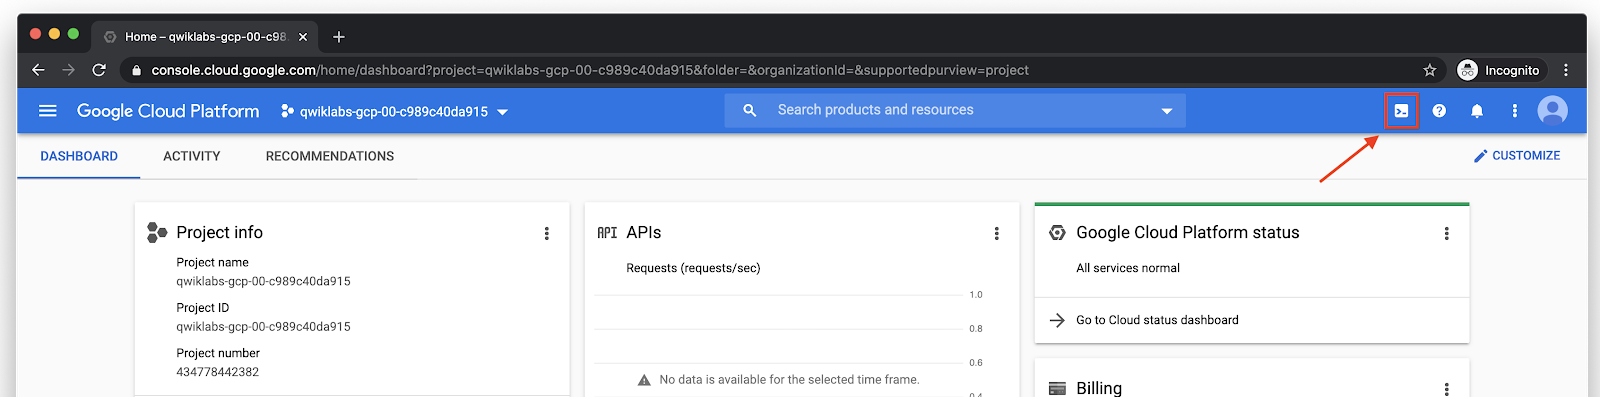 Home – qwiklabs-gcp-00-c98
console.cloud.google.com/home/dashboard?project=qwiklabs-gcp-00-c989c40da915&folder=&organizationId=&supportedpurview=project
Incognito
Google Cloud Platform
qwiklabs-gcp-00-c989c40da915
Search products and resources
DASHBOARD
ACTIVITY
RECOMMENDATIONS
CUSTOMIZE
Project info
Project name
qwiklabs-gcp-00-c989c40da915
Project ID
qwiklabs-gcp-00-c989c40da915
Project number
434778442382
API APIs
Requests (requests/sec)
1.0
0.8
0.6
No data is available for the selected time frame.
0.4
Google Cloud Platform status
All services normal
Go to Cloud status dashboard
Billing